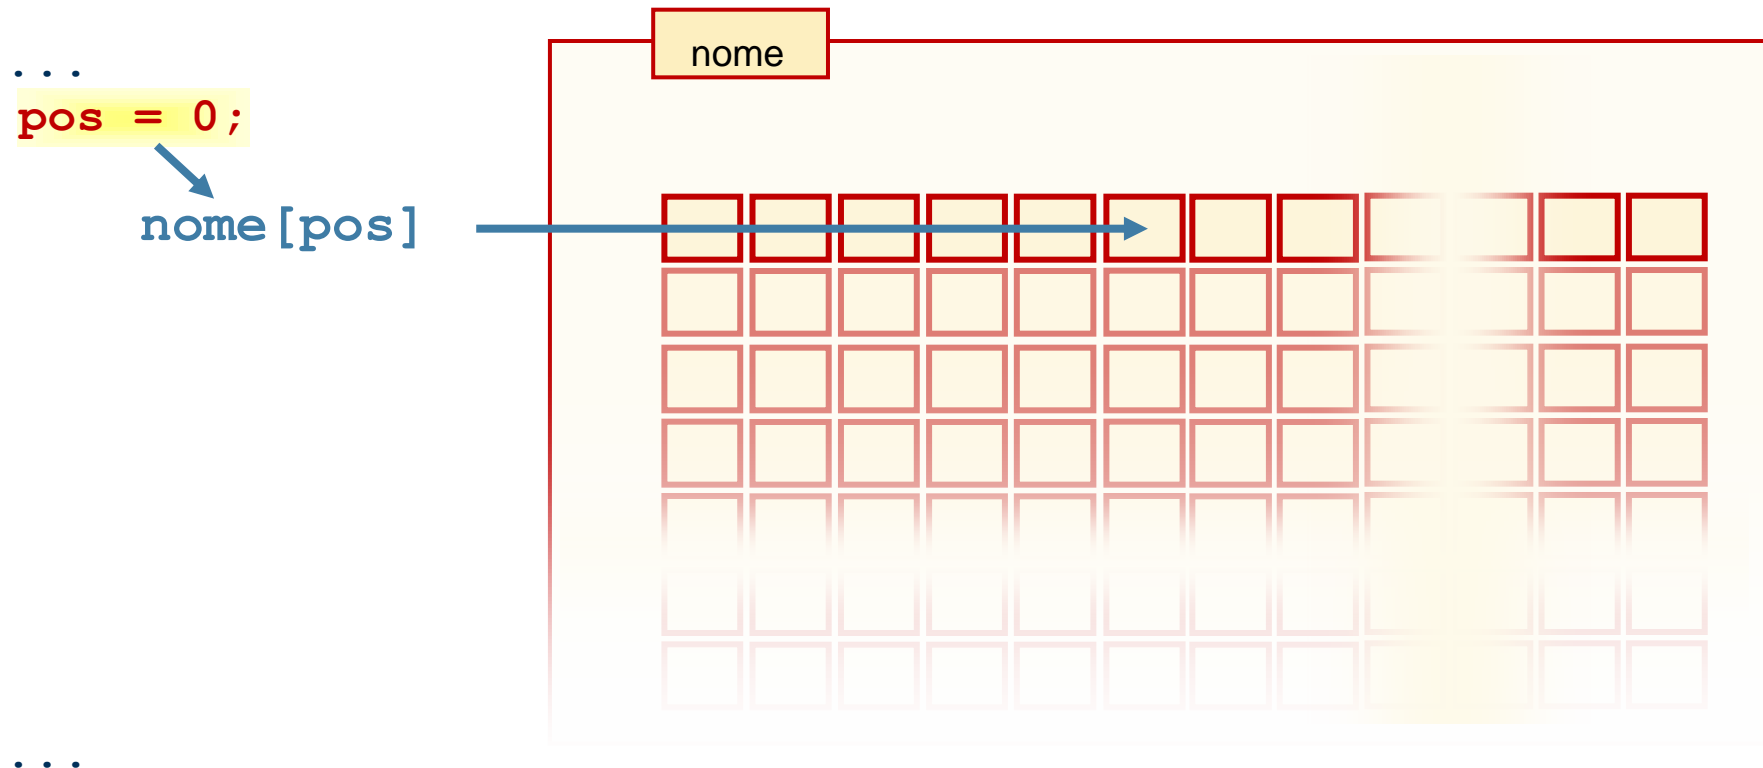 nome
...
pos = 0;
nome[pos]
...